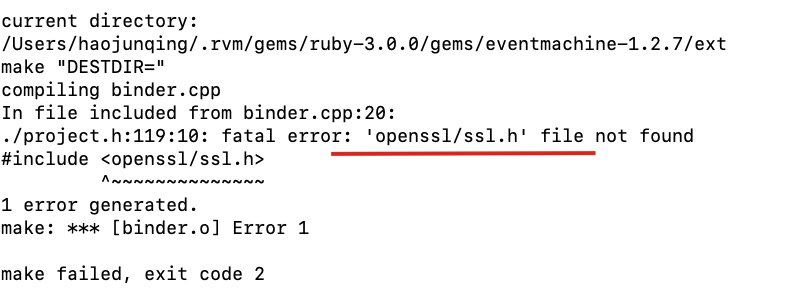 current directory:
/Users/haojunqing/.rvm/gems/ruby-3.0.0/gems/eventmachine-1.2.7/ext
make "DESTDIR="
compiling binder.cpp
In file included from binder.cpp:20:
./project.h:119:10: fatal error: 'openssl/ssl.h' file not found
#include <openssl/ssl.h>
         ^~~~~~~~~~~~~~~
1 error generated.
make: *** [binder.o] Error 1

make failed, exit code 2